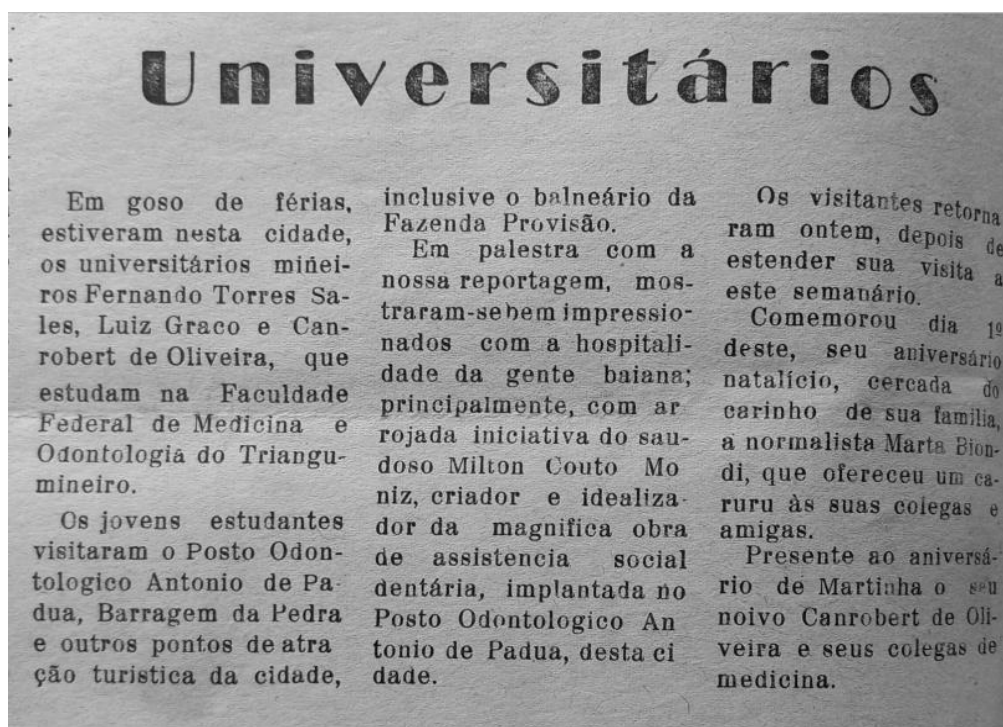 Universitários
Em goso de férias,
estiveram nesta cidade,
os universitários minei-
ros Fernando Torres Sa-
les, Luiz Graco e Can-
robert de Oliveira, que
estudam na Faculdade
Federal de Medicina e
Odontologia do Triangu-
mineiro.
Os jovens estudantes
visitaram o Posto Odon-
tologico Antonio de Pa-
dua, Barragem da Pedra
e outros pontos de atra
ção turistica da cidade,
inclusive o balneário da
Fazenda Provisão.
Em palestra com a
nossa reportagem, mos-
traram-se bem impressio-
nados com a hospitali-
dade da gente baiana;
principalmente, com ar
rojada iniciativa do sau-
doso Milton Couto Mo
niz, criador e idealiza-
dor da magnifica obra
de assistencia social
dentária, implantada no
Posto Odontologico An
tonio de Padua, desta ci
dade.
Os visitantes retorna
ram ontem, depois de
estender sua visita a
este semanário.
Comemorou dia 1º
deste, seu aniversário
natalício, cercada do
carinho de sua familia,
a normalista Marta Bion-
di, que ofereceu um ca-
ruru às suas colegas e
amigas.
Presente ao aniversá-
rio de Martinha o seu
noivo Canrobert de Oli-
veira e seus colegas de
medicina.